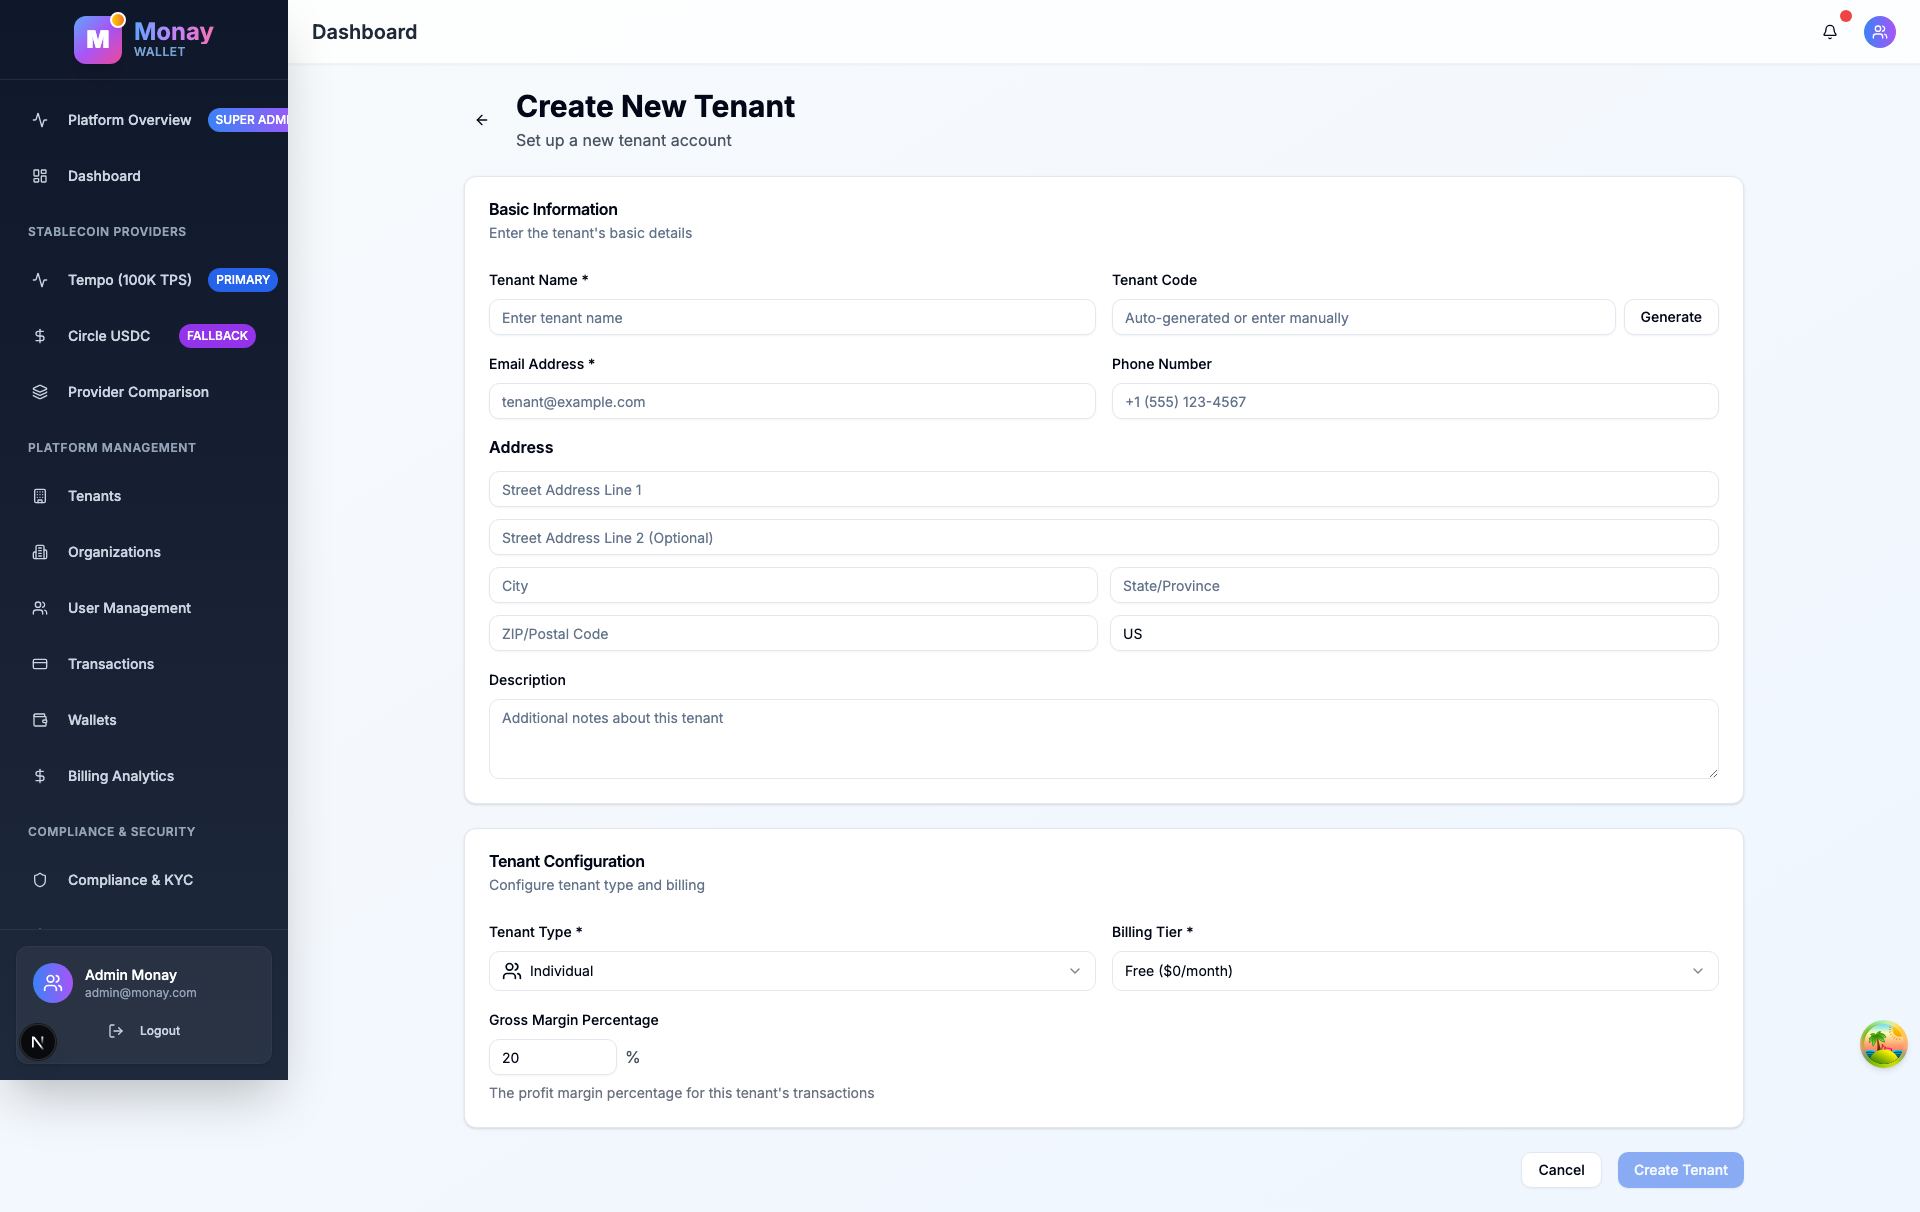 M
Monay
WALLET
Platform Overview
SUPER ADMI
Dashboard
STABLECOIN PROVIDERS
Tempo (100K TPS)
PRIMARY
Circle USDC
FALLBACK
Provider Comparison
PLATFORM MANAGEMENT
Tenants
Organizations
User Management
Transactions
Wallets
Billing Analytics
COMPLIANCE & SECURITY
Compliance & KYC
Admin Monay
admin@monay.com
Logout
N
Dashboard
Create New Tenant
Set up a new tenant account
Basic Information
Enter the tenant's basic details
Tenant Name *
Enter tenant name
Tenant Code
Auto-generated or enter manually
Generate
Email Address *
tenant@example.com
Phone Number
+1 (555) 123-4567
Address
Street Address Line 1
Street Address Line 2 (Optional)
City
State/Province
ZIP/Postal Code
US
Description
Additional notes about this tenant
Tenant Configuration
Configure tenant type and billing
Tenant Type *
Individual
Billing Tier *
Free ($0/month)
Gross Margin Percentage
20 %
The profit margin percentage for this tenant's transactions
Cancel
Create Tenant